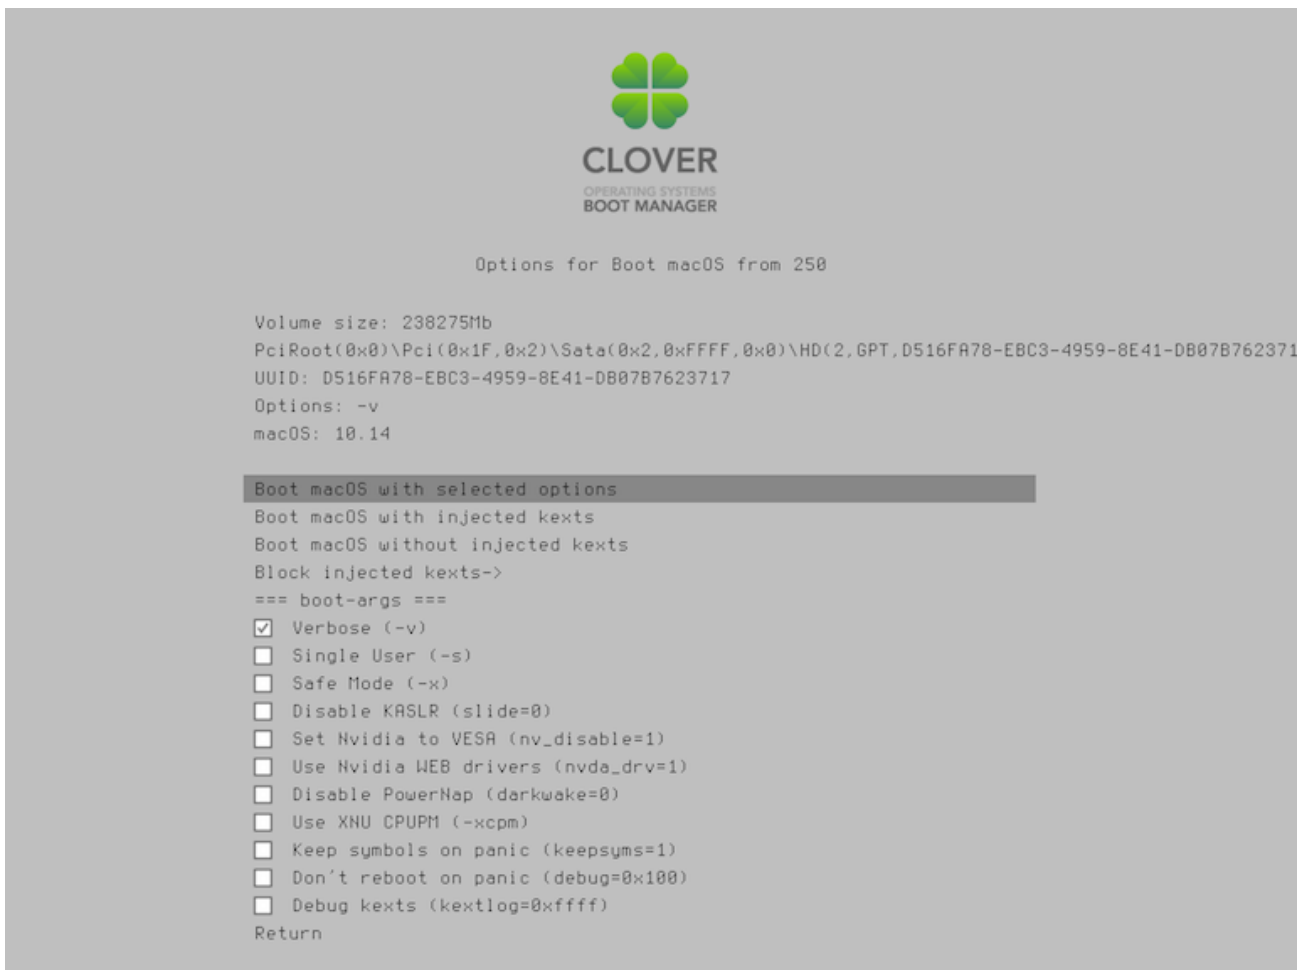 CLOVER
OPERATING SYSTEMS
BOOT MANAGER
Options for Boot macOS from 250
Volume size: 238275Mb
PciRoot(0x0)\Pci(0x1F,0x2)\Sata(0x2,0xFFFF,0x0)\HD(2,GPT,D516FA78-EBC3-4959-8E41-DB07B762371
UUID: D516FA78-EBC3-4959-8E41-DB07B7623717
Options: -v
macOS: 10.14
Boot macOS with selected options
Boot macOS with injected kexts
Boot macOS without injected kexts
Block injected kexts->
=== boot-args ===
Verbose (-v)
Single User (-s)
Safe Mode (-x)
Disable KASLR (slide=0)
Set Nvidia to VESA (nv_disable=1)
Use Nvidia WEB drivers (nvda_drv=1)
Disable PowerNap (darkwake=0)
Use XNU CPUPM (-xcpm)
Keep symbols on panic (keepsyms=1)
Don't reboot on panic (debug=0x100)
Debug kexts (kextlog=0xffff)
Return